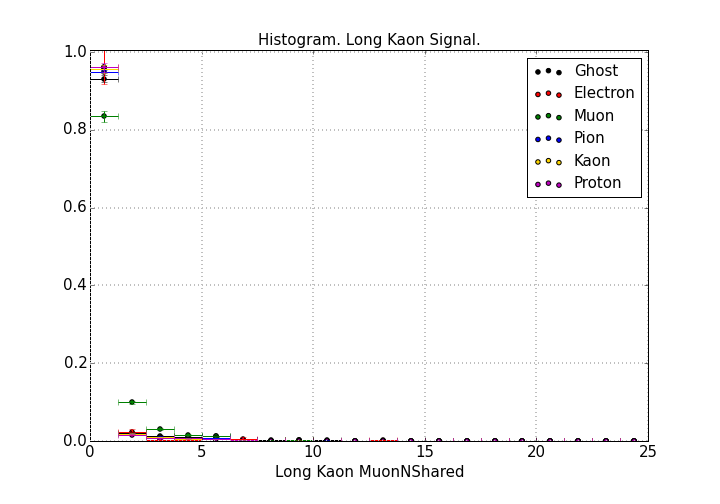 Histogram. Long Kaon Signal.
1.0
0.8
0.6
0.4
0.2
0.0
Ghost
Electron
Muon
Pion
Kaon
Proton
0 5 10 15 20 25
Long Kaon MuonNShared